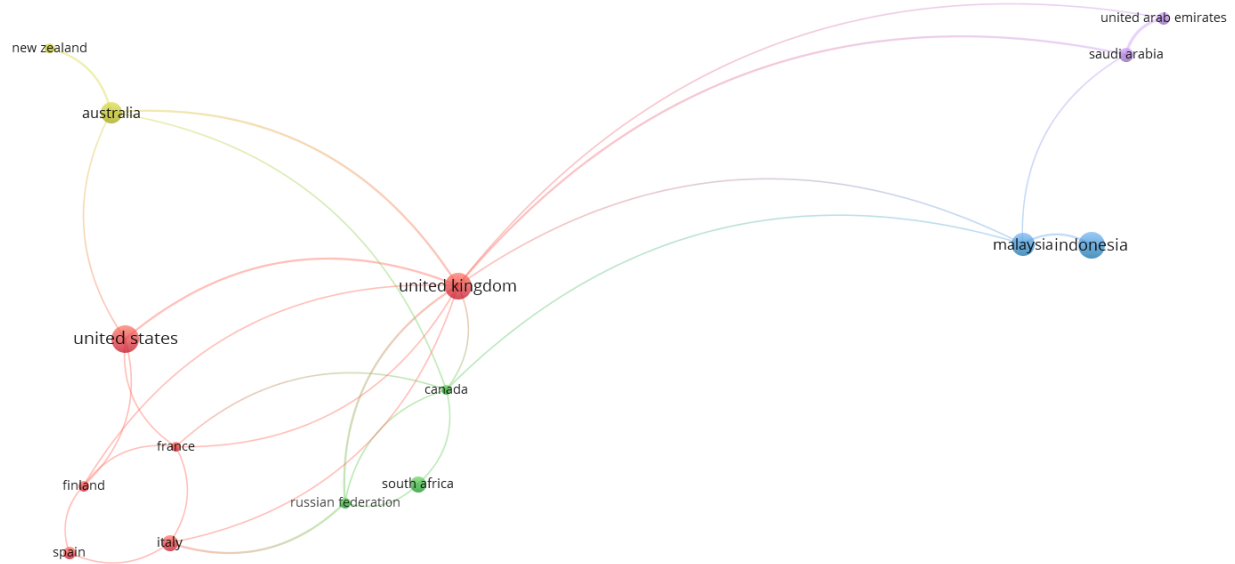 united arab emirates
new zealand
saudi arabia
australia
malaysia
indonesia
united kingdom
united states
canada
france
finland
south africa
russian federation
italy
spain